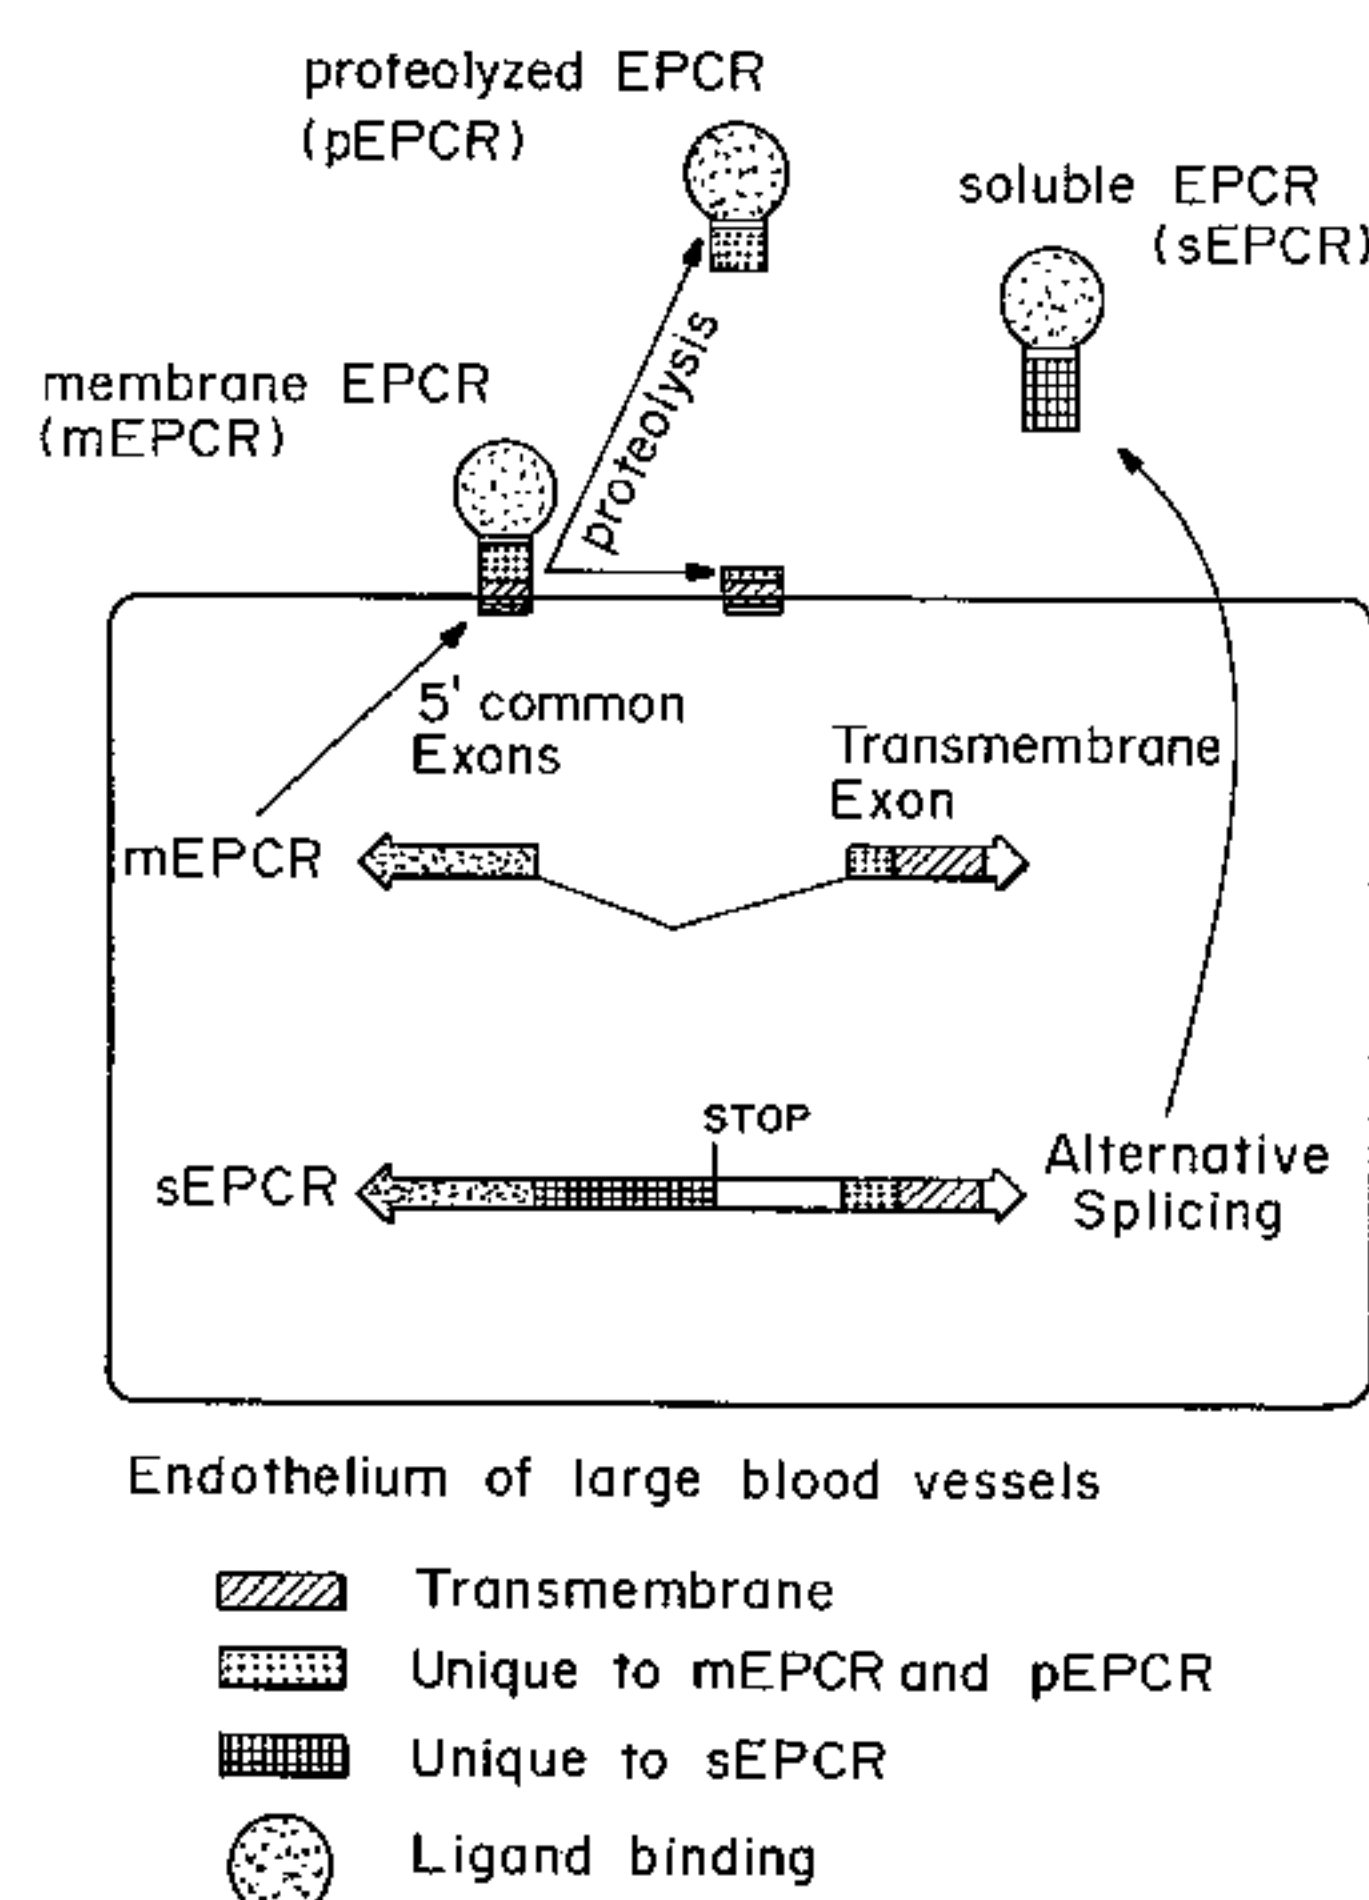 proteolyzed EPCR
(pEPCR)
soluble EPCR
(sEPCR)
membrane EPCR
(mEPCR)
proteolysis
5' common
Exons
Transmembrane
Exon
mEPCR
STOP
sEPCR
Alternative
Splicing
Endothelium of large blood vessels
Transmembrane
Unique to mEPCR and pEPCR
Unique to sEPCR
Ligand binding